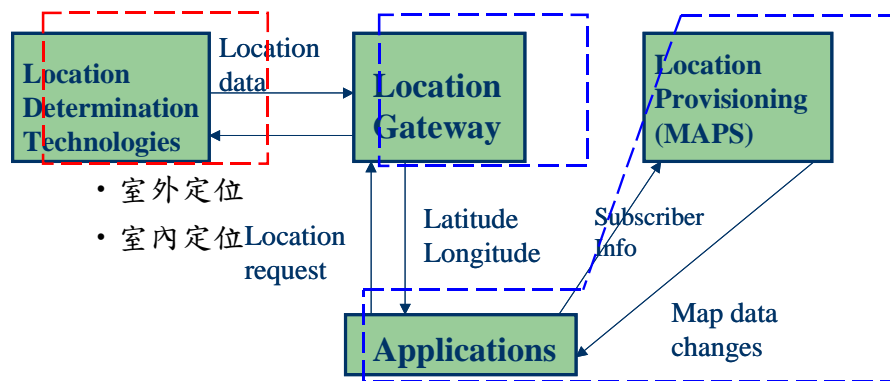 Location
Determination
Technologies
Location
data
Location
Gateway
Location
Provisioning
(MAPS)
• 室外定位
• 室內定位
Location
request
Latitude
Longitude
Subscriber
Info
Map data
changes
Applications